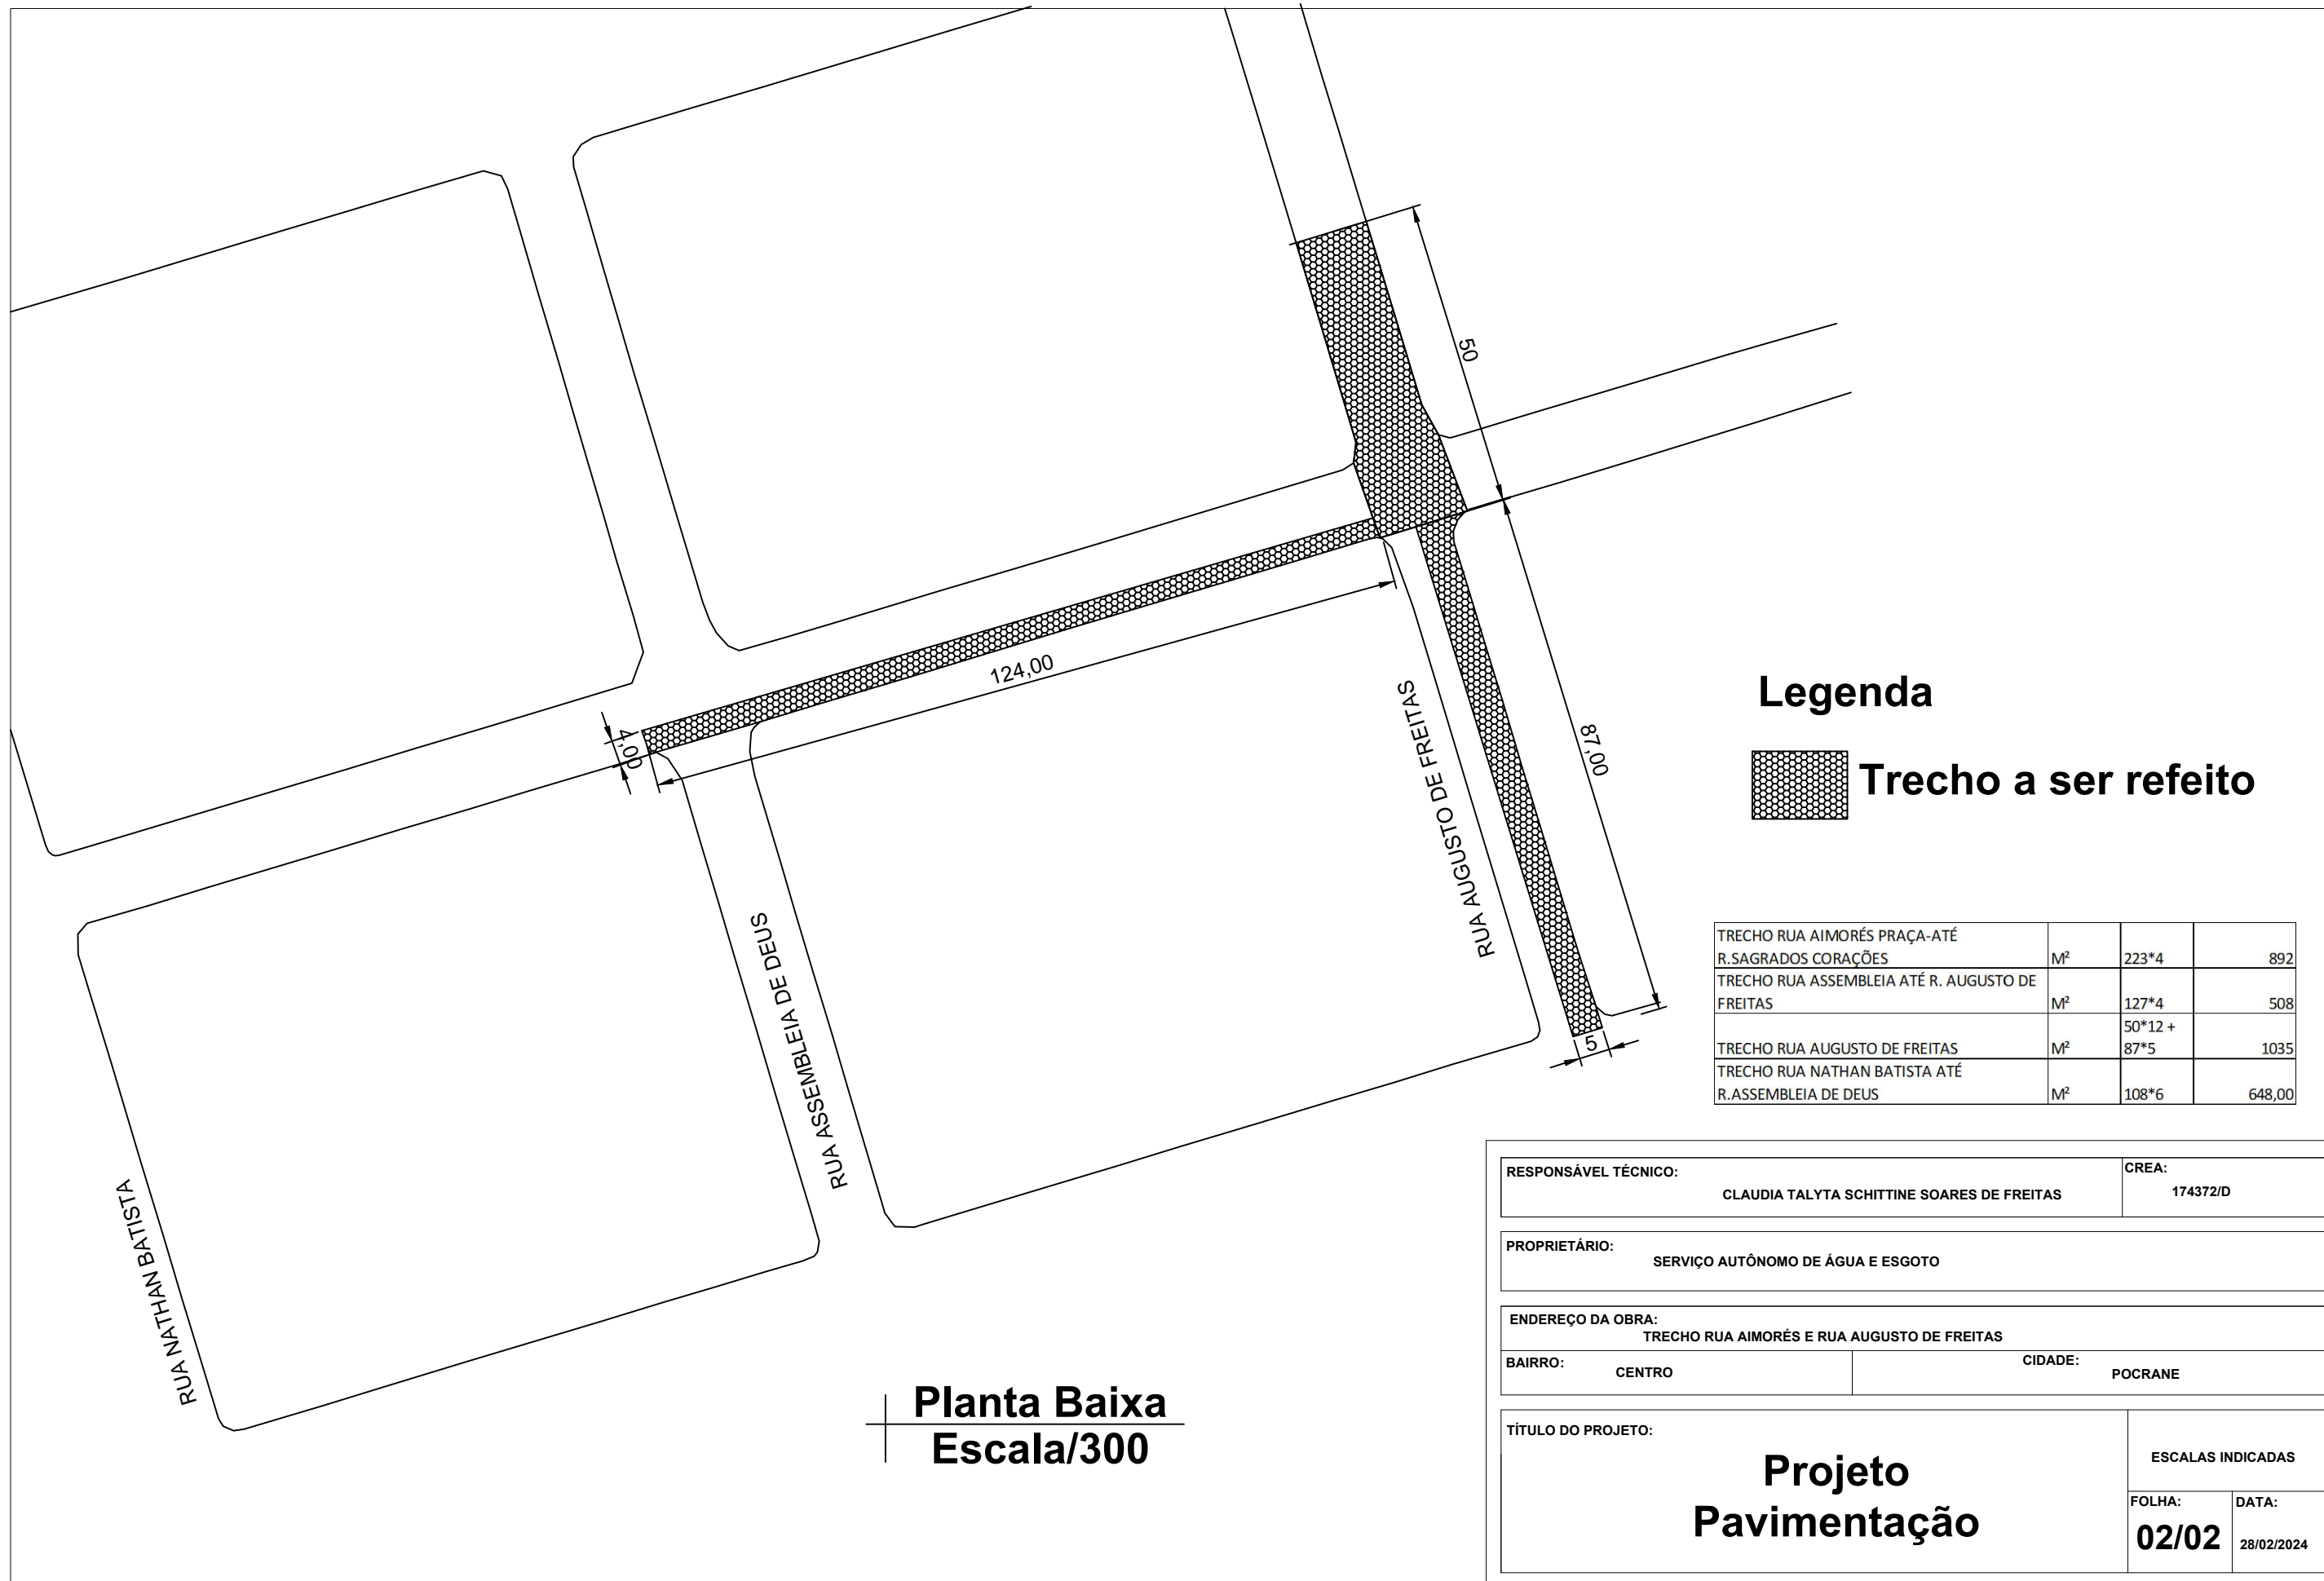 50
124,00
4,00
87,00
5
RUA AUGUSTO DE FREITAS
RUA ASSEMBLEIA DE DEUS
RUA NATHAN BATISTA
Legenda
Trecho a ser refeito
TRECHO RUA AIMORÉS PRAÇA-ATÉ
R.SAGRADOS CORAÇÕES M² 223*4 892
TRECHO RUA ASSEMBLEIA ATÉ R. AUGUSTO DE
FREITAS M² 127*4 508
50*12 +
TRECHO RUA AUGUSTO DE FREITAS M² 87*5 1035
TRECHO RUA NATHAN BATISTA ATÉ
R.ASSEMBLEIA DE DEUS M² 108*6 648,00
Planta Baixa
Escala/300
RESPONSÁVEL TÉCNICO: CREA:
CLAUDIA TALYTA SCHITTINE SOARES DE FREITAS 174372/D
PROPRIETÁRIO:
SERVIÇO AUTÔNOMO DE ÁGUA E ESGOTO
ENDEREÇO DA OBRA:
TRECHO RUA AIMORÉS E RUA AUGUSTO DE FREITAS
BAIRRO: CIDADE:
CENTRO POCRANE
TÍTULO DO PROJETO:
Projeto
Pavimentação
ESCALAS INDICADAS
FOLHA: DATA:
02/02 28/02/2024